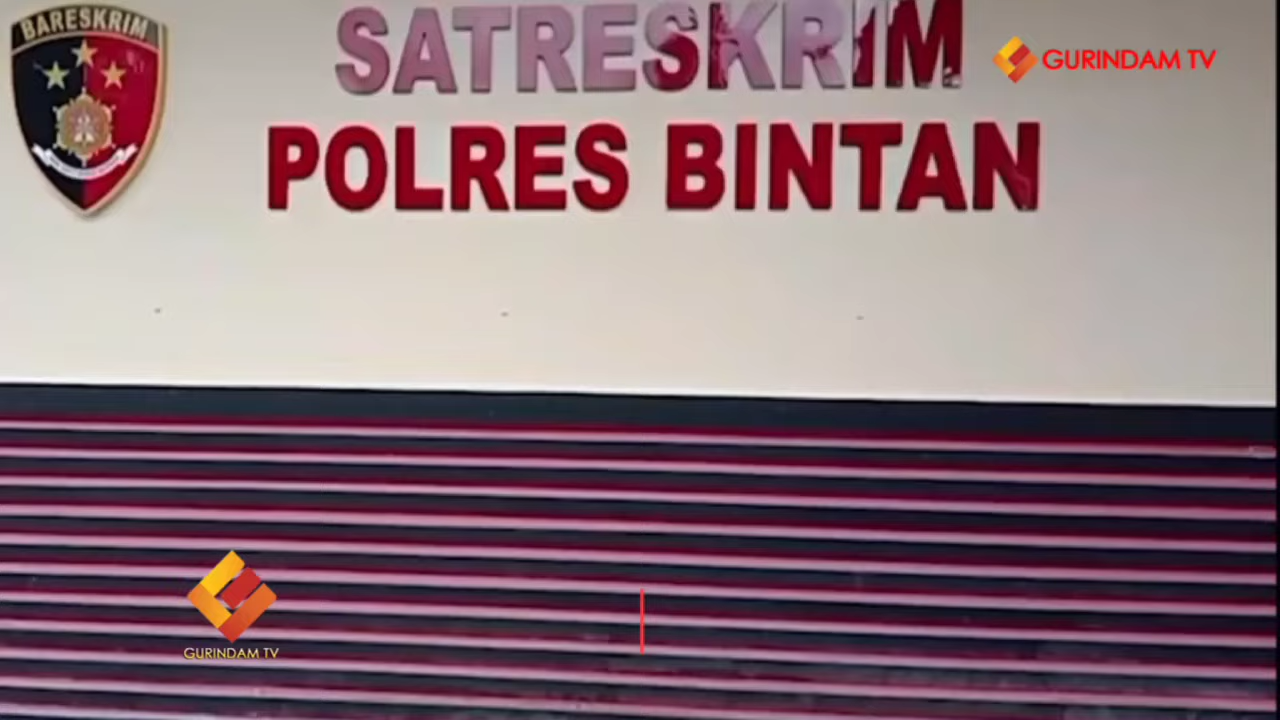 BARESKRIM
SATRESKRIM
POLRES BINTAN
GURINDAM TV
GURINDAM TV